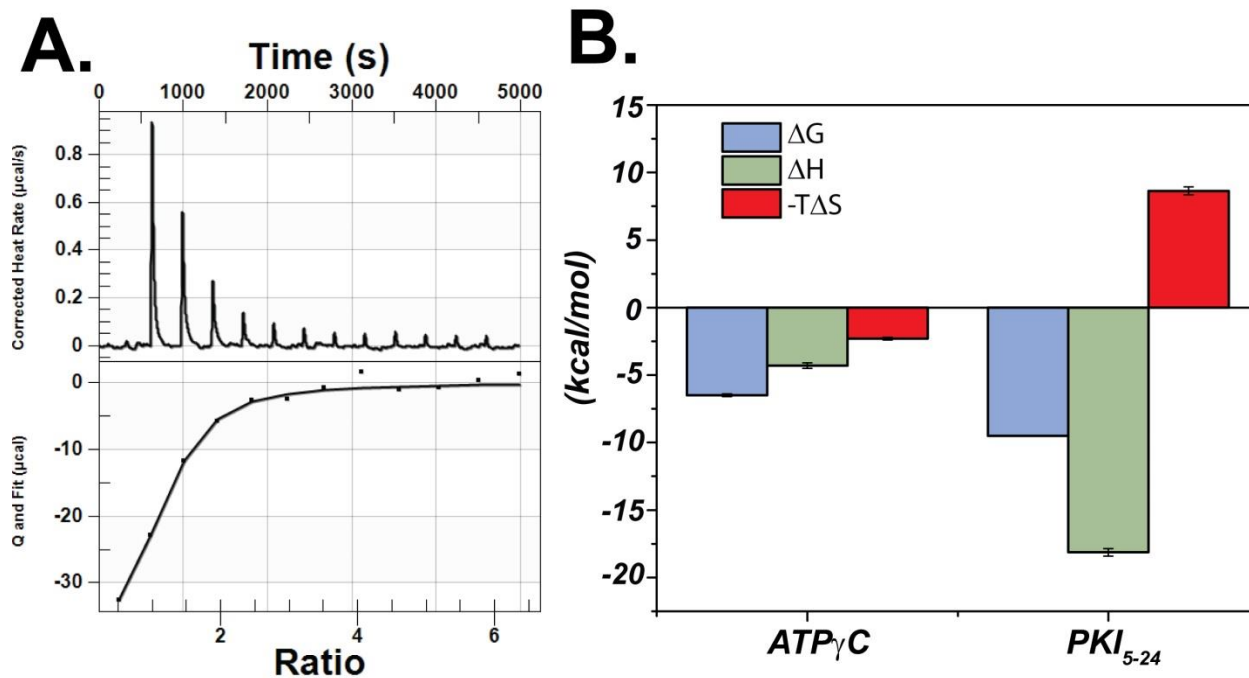 A.
Time (s)
0 1000 2000 3000 4000 5000
Corrected Heat Rate (µcal/s)
0.8
0.6
0.4
0.2
0
Q and Fit (µcal)
0
-10
-20
-30
2 4 6
Ratio
B.
(kcal/mol)
15
10
5
0
-5
-10
-15
-20
ΔG
ΔH
-TΔS
ATPγC PKI5-24